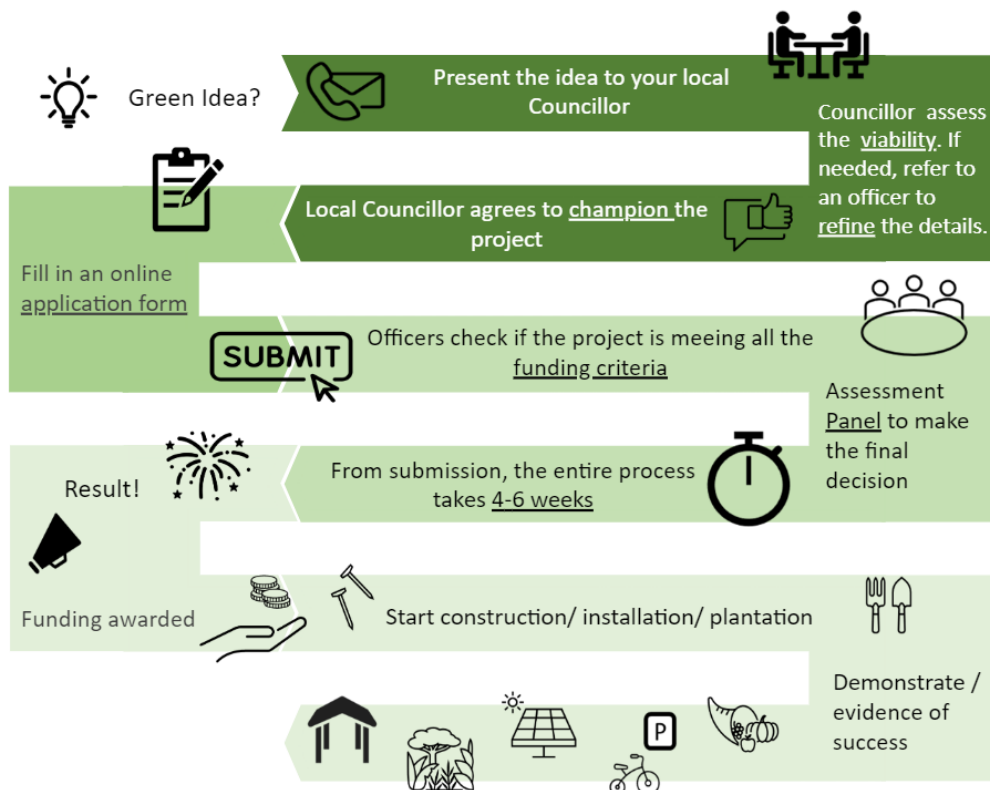 Green Idea?
Present the idea to your local
Councillor
Councillor assess
the viability. If
needed, refer to
an officer to
refine the details.
Local Councillor agrees to champion the
project
Fill in an online
application form
SUBMIT
Officers check if the project is meeing all the
funding criteria
Assessment
Panel to make
the final
decision
From submission, the entire process
takes 4-6 weeks
Result!
Funding awarded
Start construction/ installation/ plantation
Demonstrate /
evidence of
success
P